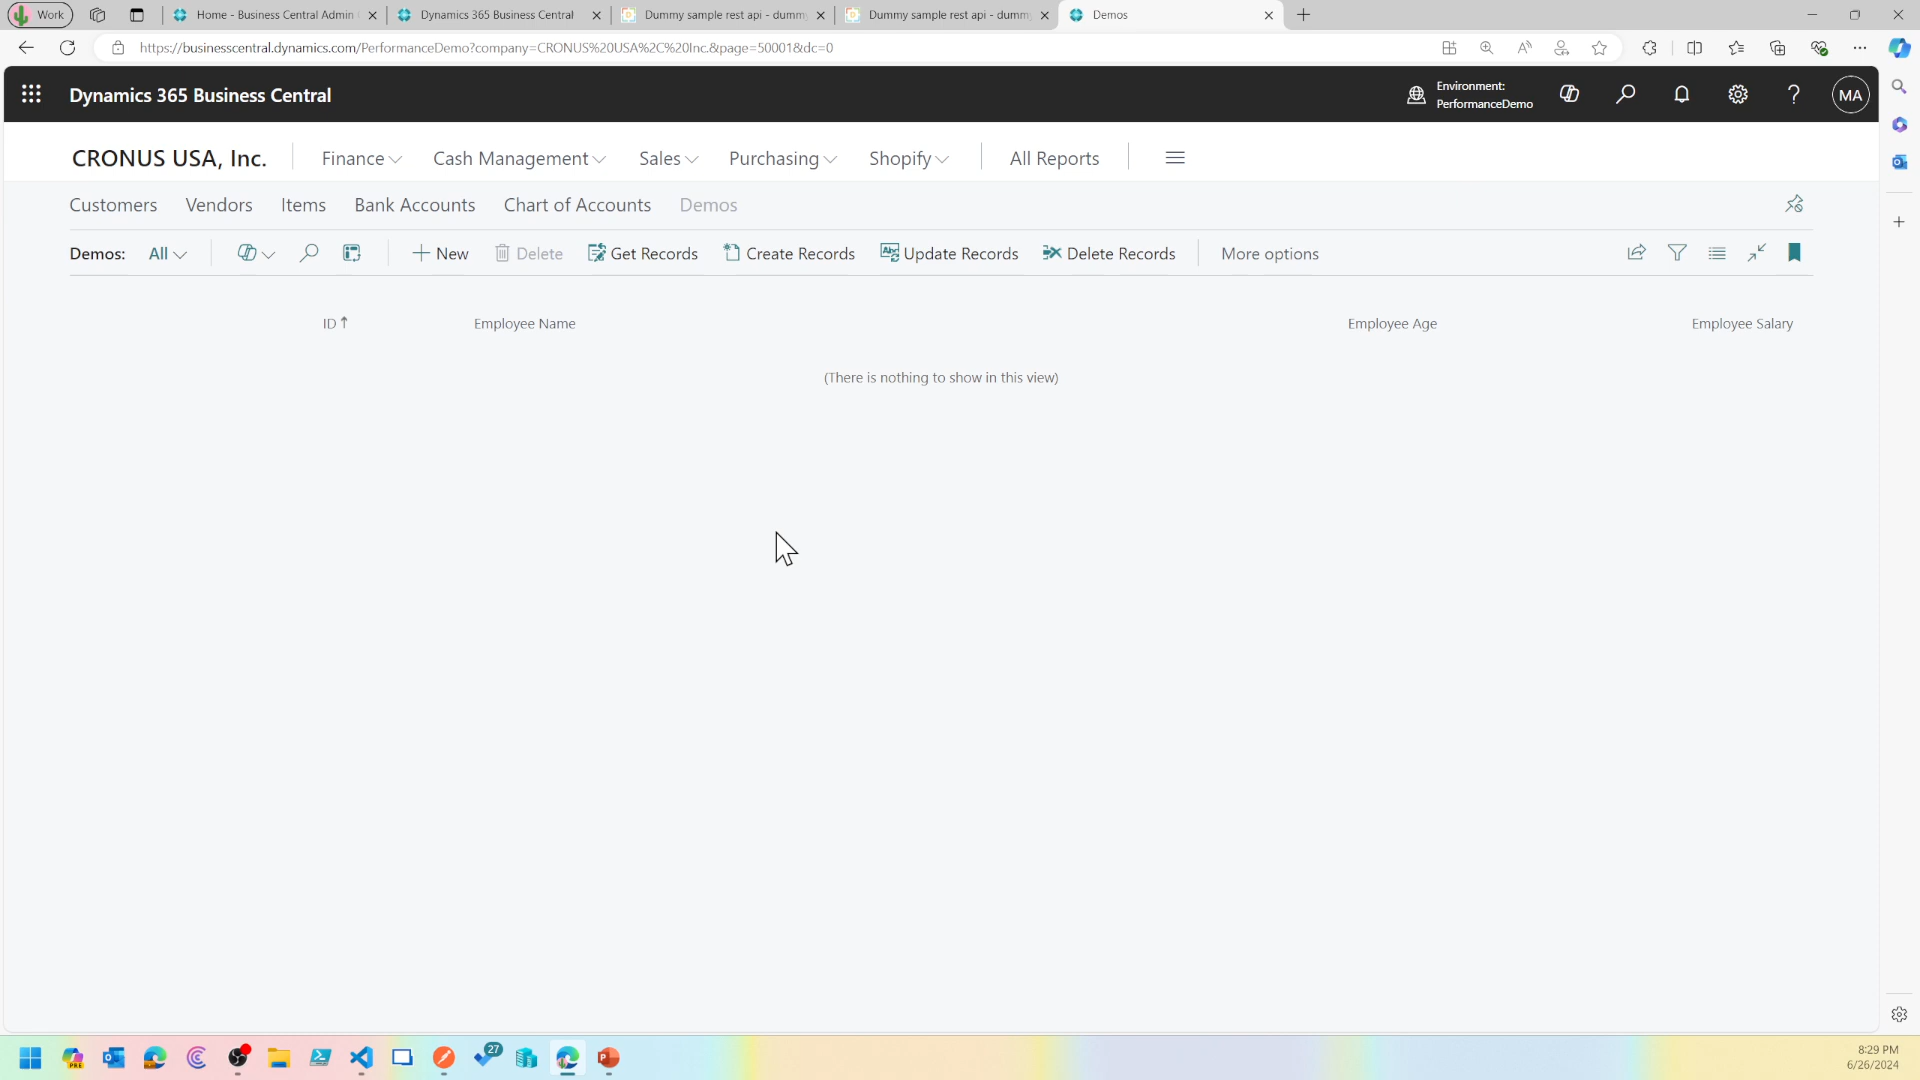 Work
Home - Business Central Admin
Dynamics 365 Business Central
Dummy sample rest api - dumm
Dummy sample rest api - dumm
Demos
https://businesscentral.dynamics.com/PerformanceDemo?company=CRONUS%20USA%2C%20Inc.&page=50001&dc=0
Dynamics 365 Business Central
Environment:
PerformanceDemo
MA
CRONUS USA, Inc.
Finance
Cash Management
Sales
Purchasing
Shopify
All Reports
Customers
Vendors
Items
Bank Accounts
Chart of Accounts
Demos
Demos:
All
New
Delete
Get Records
Create Records
Update Records
Delete Records
More options
ID
Employee Name
Employee Age
Employee Salary
(There is nothing to show in this view)
PRE
27
8:29 PM
6/26/2024